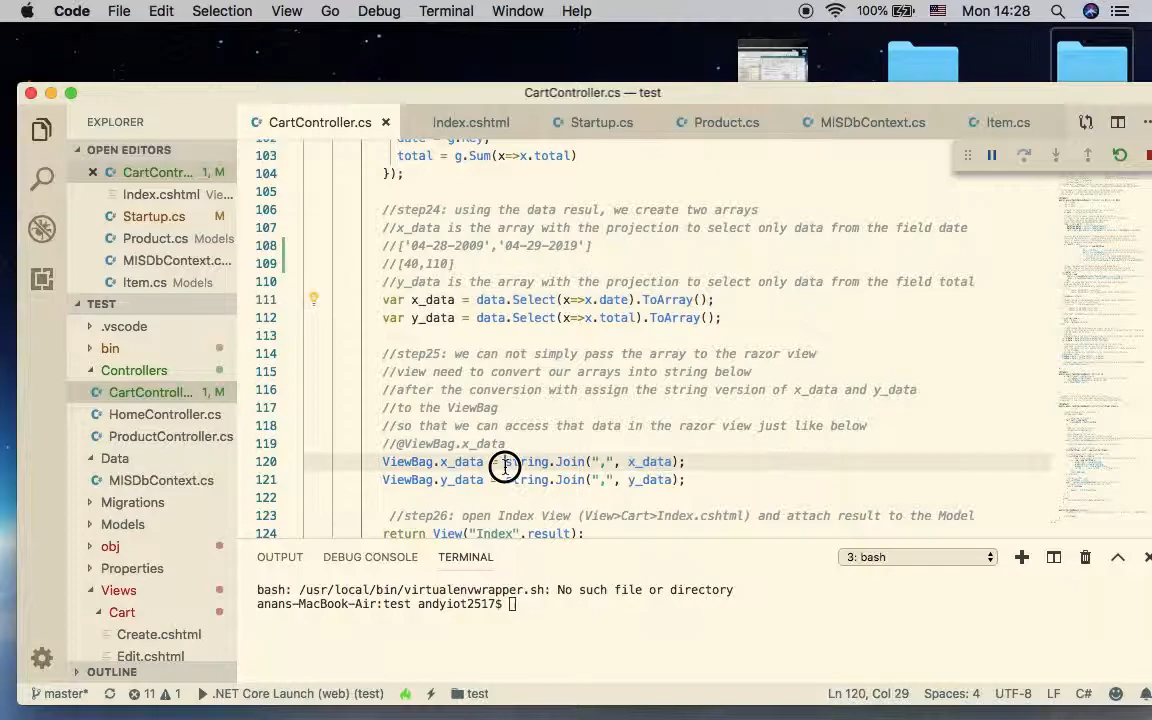 Code File Edit Selection View Go Debug Terminal Window Help 100% Mon 14:28
CartController.cs — test
EXPLORER
CartController.cs Index.cshtml Startup.cs Product.cs MISDbContext.cs Item.cs
OPEN EDITORS
CartContr... 1, M
Index.cshtml Vie...
Startup.cs M
Product.cs Models
MISDbContext.c...
Item.cs Models
TEST
.vscode
bin
Controllers
CartControll... 1, M
HomeController.cs
ProductController.cs
Data
MISDbContext.cs
Migrations
Models
obj
Properties
Views
Cart
Create.cshtml
Edit.cshtml
OUTLINE
102 date = g.Key,
103 total = g.Sum(x=>x.total)
104 });
105
106 //step24: using the data resul, we create two arrays
107 //x_data is the array with the projection to select only data from the field date
108 //['04-28-2009','04-29-2019']
109 //[40,110]
110 //y_data is the array with the projection to select only data from the field total
111 var x_data = data.Select(x=>x.date).ToArray();
112 var y_data = data.Select(x=>x.total).ToArray();
113
114 //step25: we can not simply pass the array to the razor view
115 //view need to convert our arrays into string below
116 //after the conversion with assign the string version of x_data and y_data
117 //to the ViewBag
118 //so that we can access that data in the razor view just like below
119 //@ViewBag.x_data
120 ViewBag.x_data = string.Join(",", x_data);
121 ViewBag.y_data = string.Join(",", y_data);
122
123 //step26: open Index View (View>Cart>Index.cshtml) and attach result to the Model
124 return View("Index",result);
OUTPUT DEBUG CONSOLE TERMINAL 3: bash
bash: /usr/local/bin/virtualenvwrapper.sh: No such file or directory
anans-MacBook-Air:test andyiot2517$
master* 11 1 .NET Core Launch (web) (test) test Ln 120, Col 29 Spaces: 4 UTF-8 LF C#